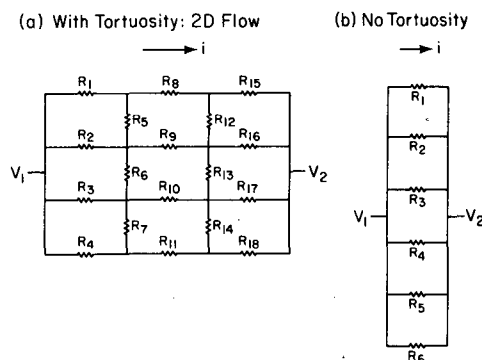 (a) With Tortuosity: 2D Flow
i
R1 R8 R15
R5 R12
R2 R9 R16
V1 R6 R13 V2
R3 R10 R17
R7 R14
R4 R11 R18
(b) No Tortuosity
i
R1
R2
R3
V1 V2
R4
R5
R6